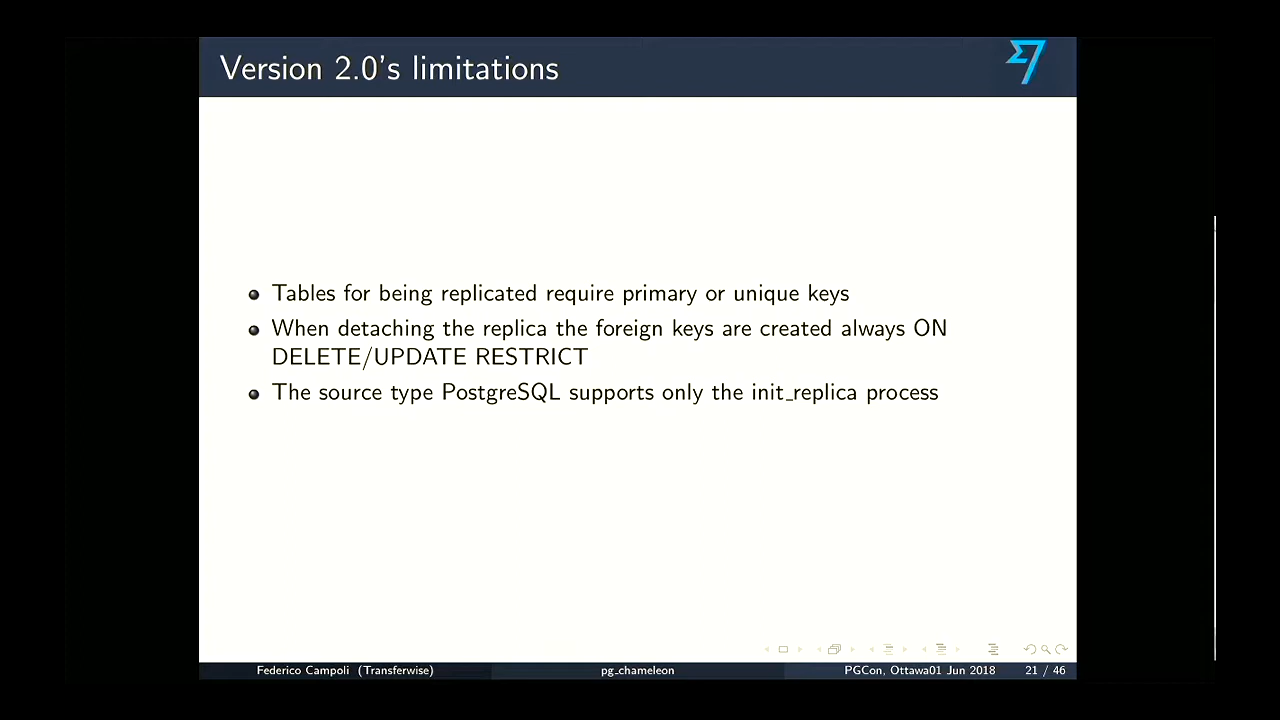 Version 2.0's limitations
Tables for being replicated require primary or unique keys
When detaching the replica the foreign keys are created always ON
DELETE/UPDATE RESTRICT
The source type PostgreSQL supports only the init_replica process
Federico Campoli (Transferwise) pg_chameleon PGCon, Ottawa01 Jun 2018 21 / 46